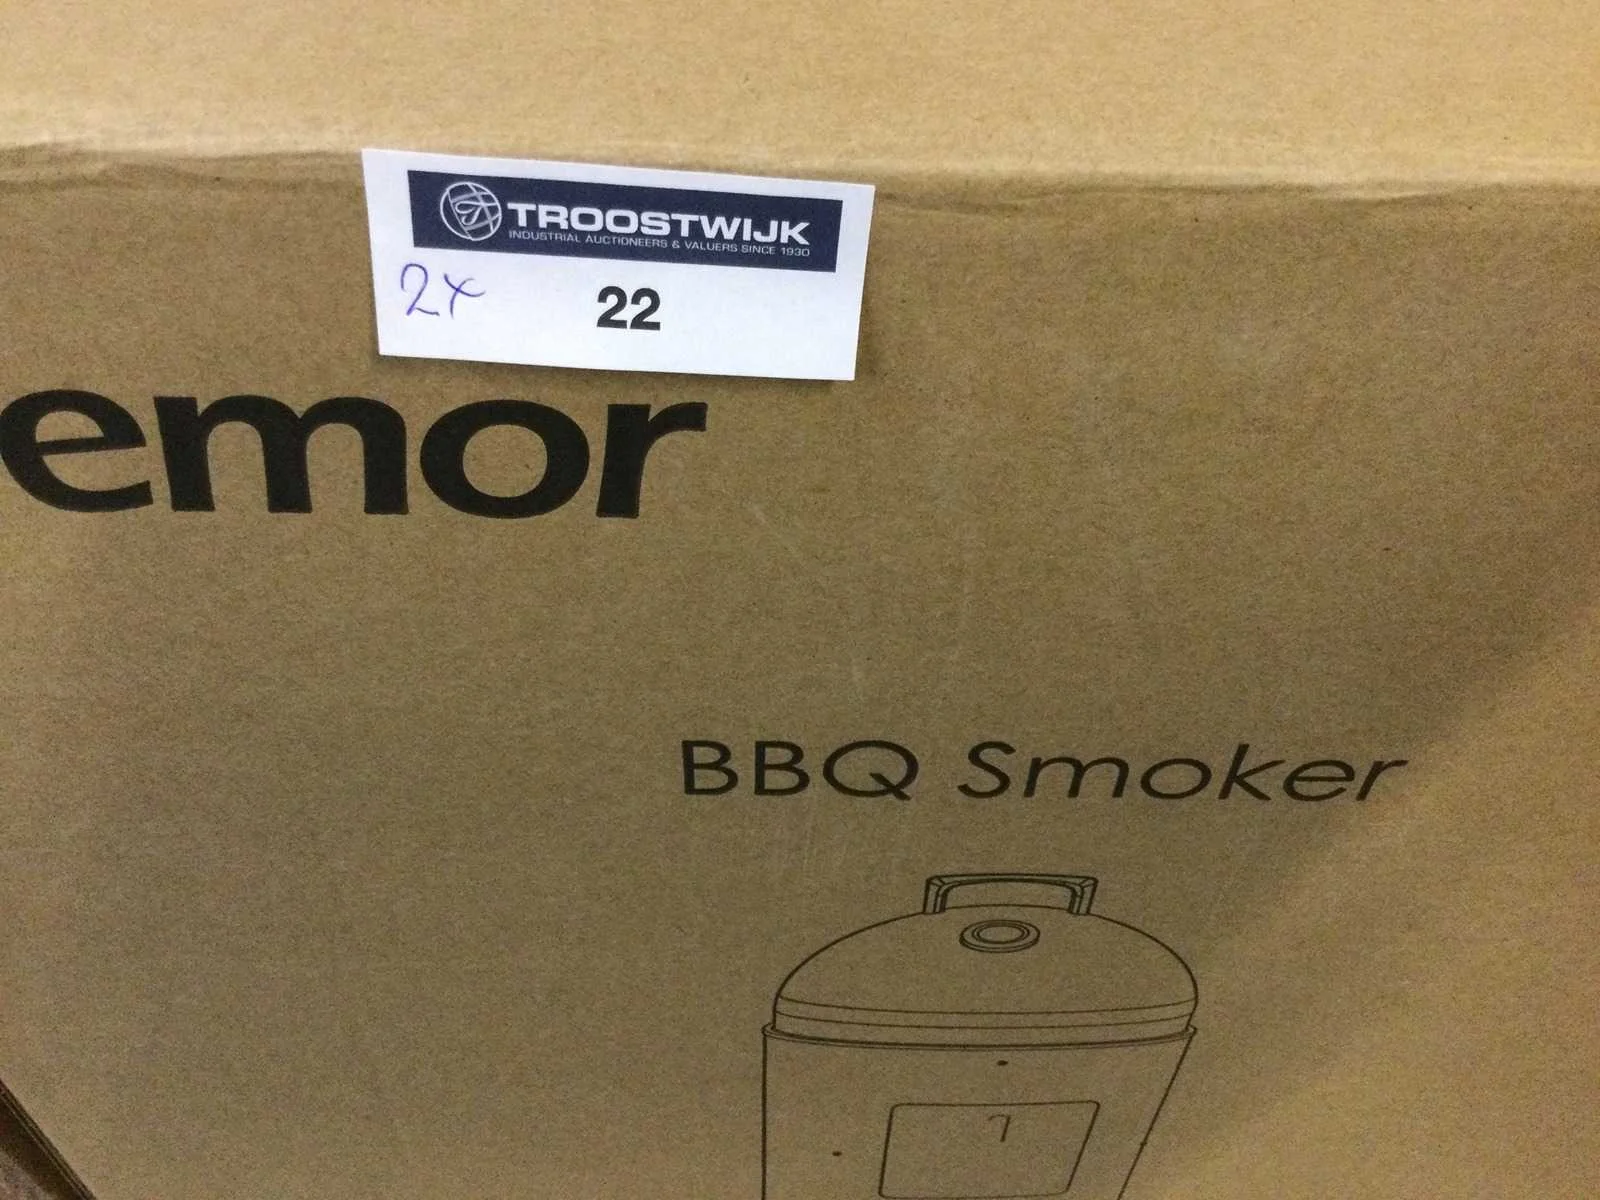 TROOSTWIJK
INDUSTRIAL AUCTIONEERS & VALUERS SINCE 1930
2x 22
emor
BBQ Smoker